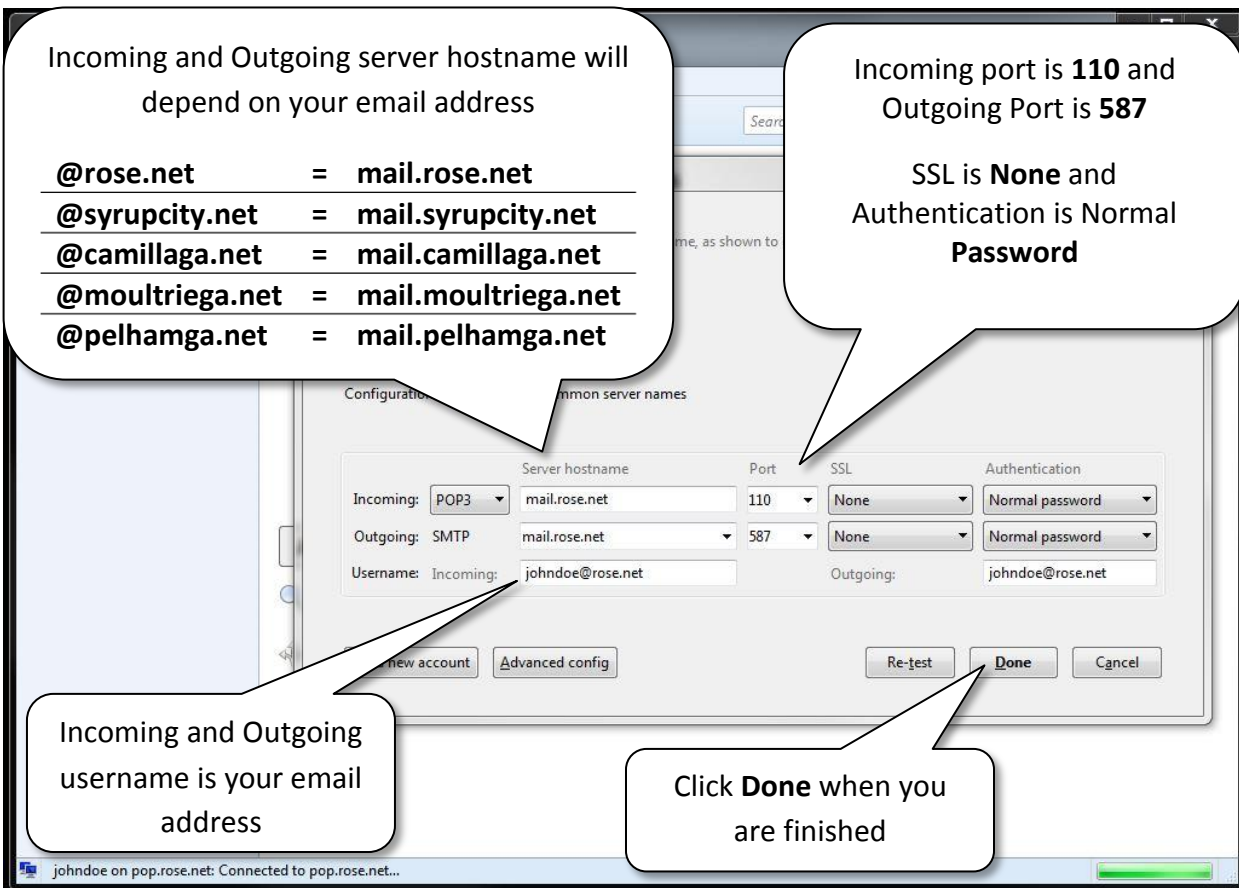 Incoming and Outgoing server hostname will
depend on your email address
@rose.net = mail.rose.net
@syrupcity.net = mail.syrupcity.net
@camillaga.net = mail.camillaga.net
@moultriega.net = mail.moultriega.net
@pelhamga.net = mail.pelhamga.net
Incoming port is 110 and
Outgoing Port is 587
SSL is None and
Authentication is Normal
Password
as shown to
common server names
Server hostname Port SSL Authentication
Incoming: POP3 mail.rose.net 110 None Normal password
Outgoing: SMTP mail.rose.net 587 None Normal password
Username: Incoming: johndoe@rose.net Outgoing: johndoe@rose.net
new account Advanced config Re-test Done Cancel
Incoming and Outgoing
username is your email
address
Click Done when you
are finished
johndoe on pop.rose.net: Connected to pop.rose.net...